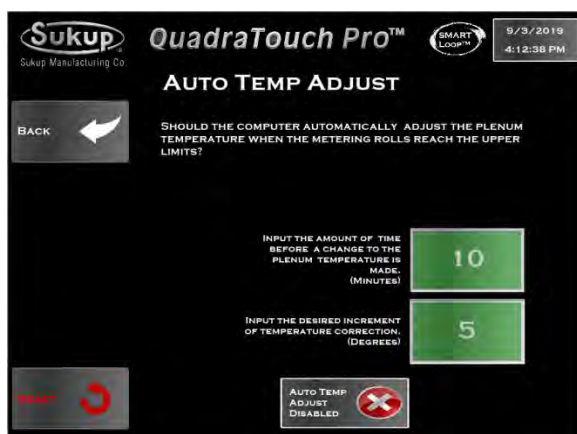 Sukup
Sukup Manufacturing Co.
QuadraTouch Pro™
SMART
LOOP™
9/3/2019
4:12:38 PM
AUTO TEMP ADJUST
BACK
SHOULD THE COMPUTER AUTOMATICALLY ADJUST THE PLENUM
TEMPERATURE WHEN THE METERING ROLLS REACH THE UPPER
LIMITS?
INPUT THE AMOUNT OF TIME
BEFORE A CHANGE TO THE
PLENUM TEMPERATURE IS
MADE.
(MINUTES)
10
INPUT THE DESIRED INCREMENT
OF TEMPERATURE CORRECTION.
(DEGREES)
5
RESET
AUTO TEMP
ADJUST
DISABLED